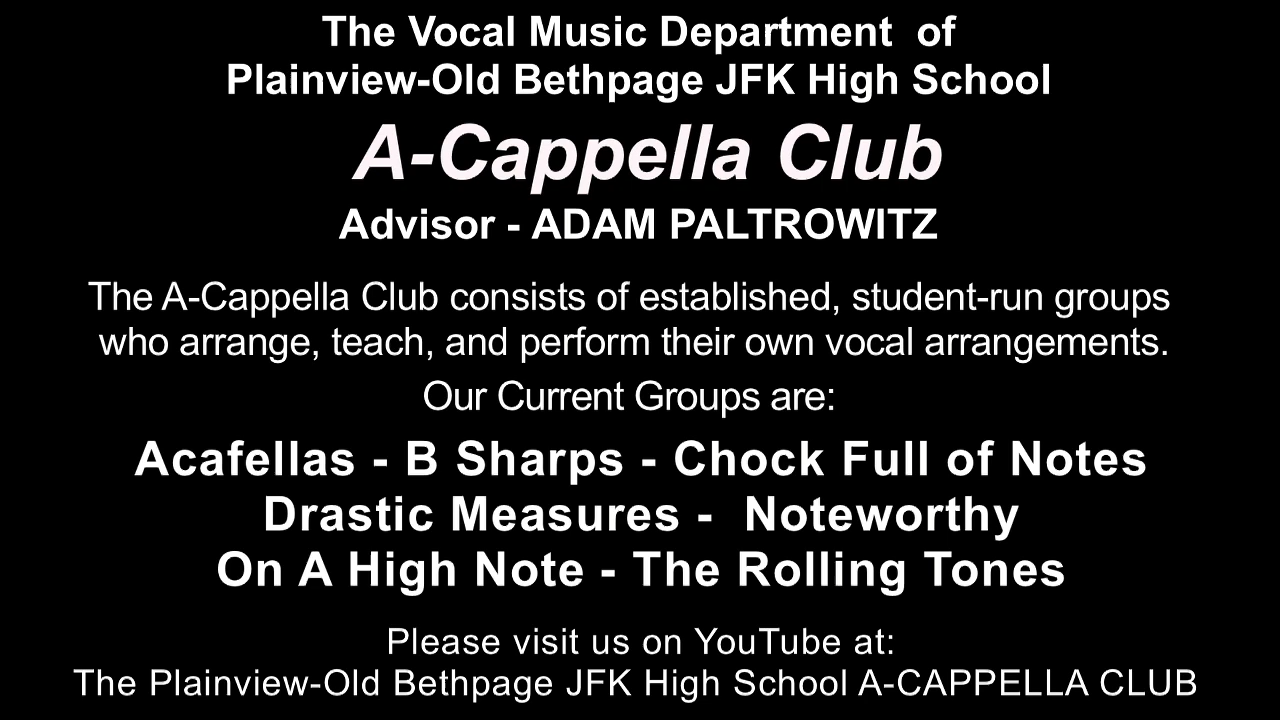 The Vocal Music Department of
Plainview-Old Bethpage JFK High School
A-Cappella Club
Advisor - ADAM PALTROWITZ
The A-Cappella Club consists of established, student-run groups
who arrange, teach, and perform their own vocal arrangements.
Our Current Groups are:
Acafellas - B Sharps - Chock Full of Notes
Drastic Measures - Noteworthy
On A High Note - The Rolling Tones
Please visit us on YouTube at:
The Plainview-Old Bethpage JFK High School A-CAPPELLA CLUB